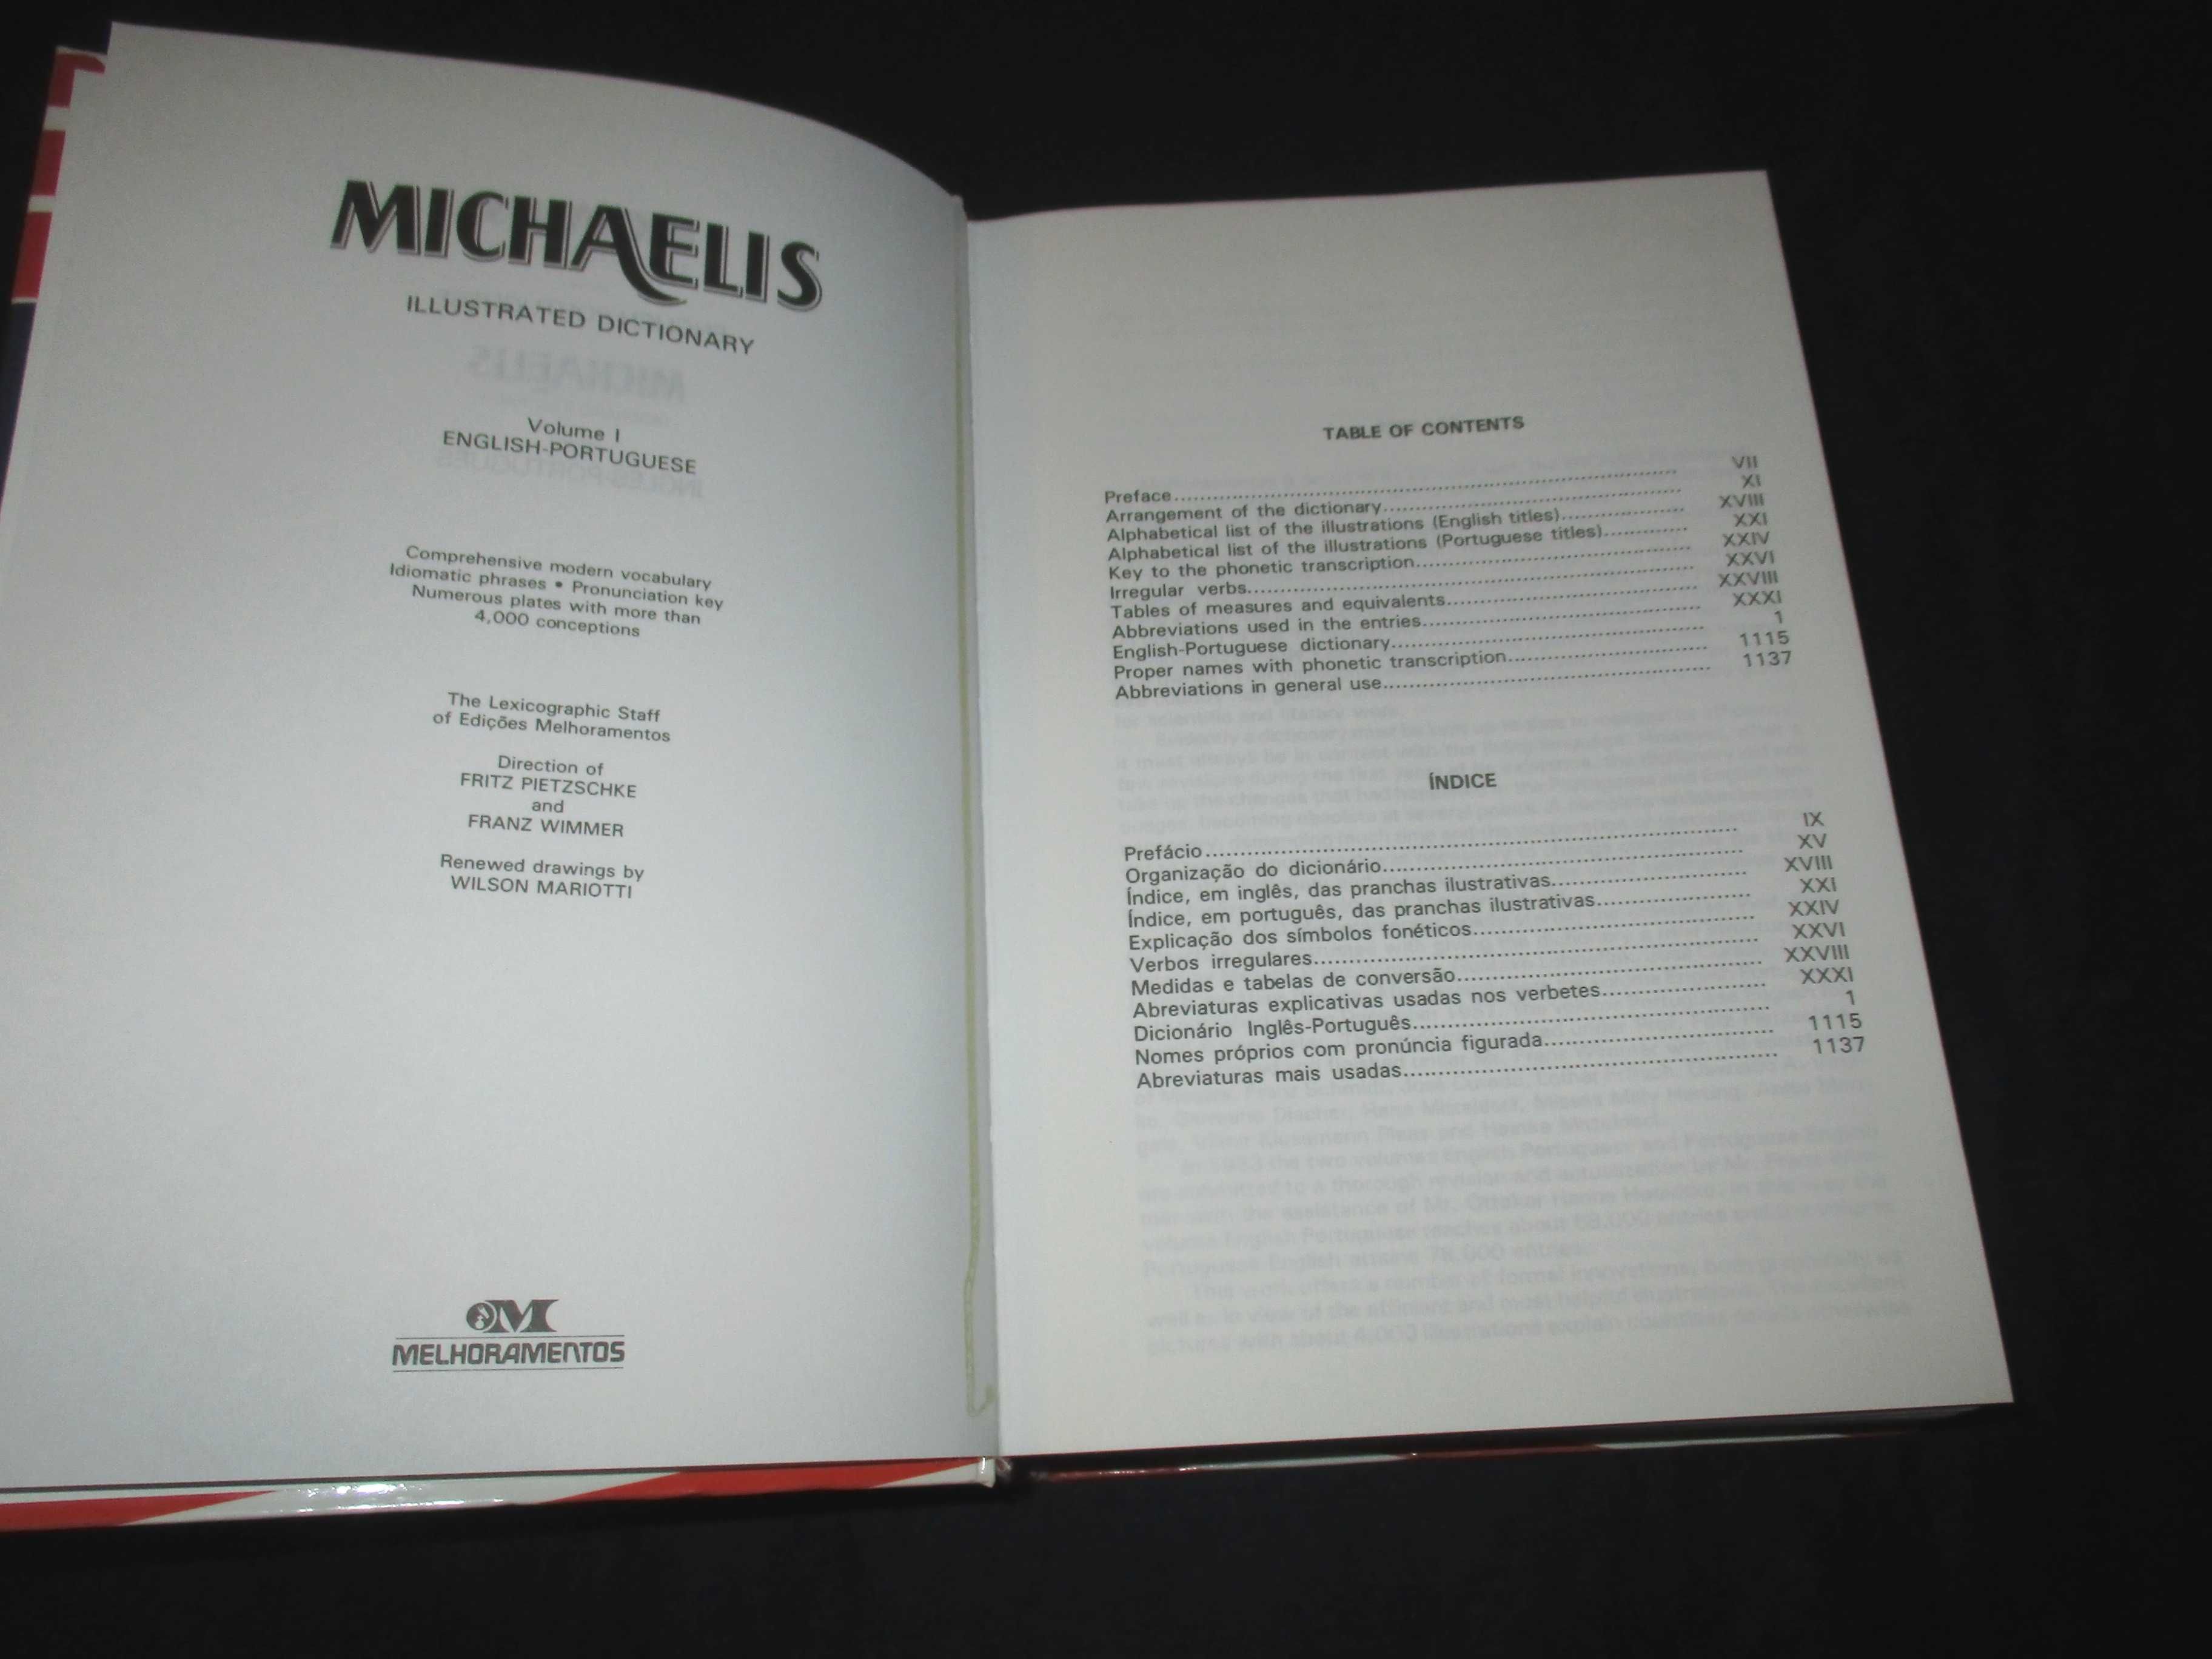 MICHAELIS
ILLUSTRATED DICTIONARY
Volume I
ENGLISH-PORTUGUESE
Comprehensive modern vocabulary
Idiomatic phrases • Pronunciation key
Numerous plates with more than
4,000 conceptions
The Lexicographic Staff
of Edições Melhoramentos
Direction of
FRITZ PIETZSCHKE
and
FRANZ WIMMER
Renewed drawings by
WILSON MARIOTTI
MELHORAMENTOS
TABLE OF CONTENTS
Preface........ VII
Arrangement of the dictionary........ XI
Alphabetical list of the illustrations (English titles)........ XVIII
Alphabetical list of the illustrations (Portuguese titles)........ XXI
Key to the phonetic transcription........ XXIV
Irregular verbs........ XXVI
Tables of measures and equivalents........ XXVIII
Abbreviations used in the entries........ XXXI
English-Portuguese dictionary........ 1
Proper names with phonetic transcription........ 1115
Abbreviations in general use........ 1137
ÍNDICE
Prefácio........ IX
Organização do dicionário........ XV
Índice, em inglês, das pranchas ilustrativas........ XVIII
Índice, em português, das pranchas ilustrativas........ XXI
Explicação dos símbolos fonéticos........ XXIV
Verbos irregulares........ XXVI
Medidas e tabelas de conversão........ XXVIII
Abreviaturas explicativas usadas nos verbetes........ XXXI
Dicionário Inglês-Português........ 1
Nomes próprios com pronúncia figurada........ 1115
Abreviaturas mais usadas........ 1137